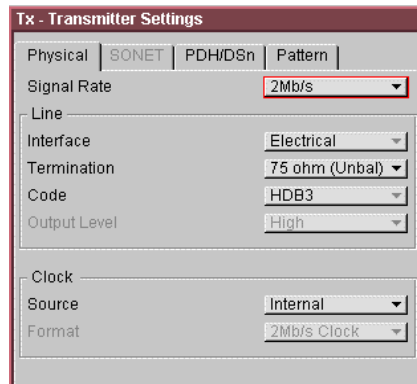 Tx - Transmitter Settings
Physical SONET PDH/DSn Pattern
Signal Rate 2Mb/s
Line
Interface Electrical
Termination 75 ohm (Unbal)
Code HDB3
Output Level High
Clock
Source Internal
Format 2Mb/s Clock